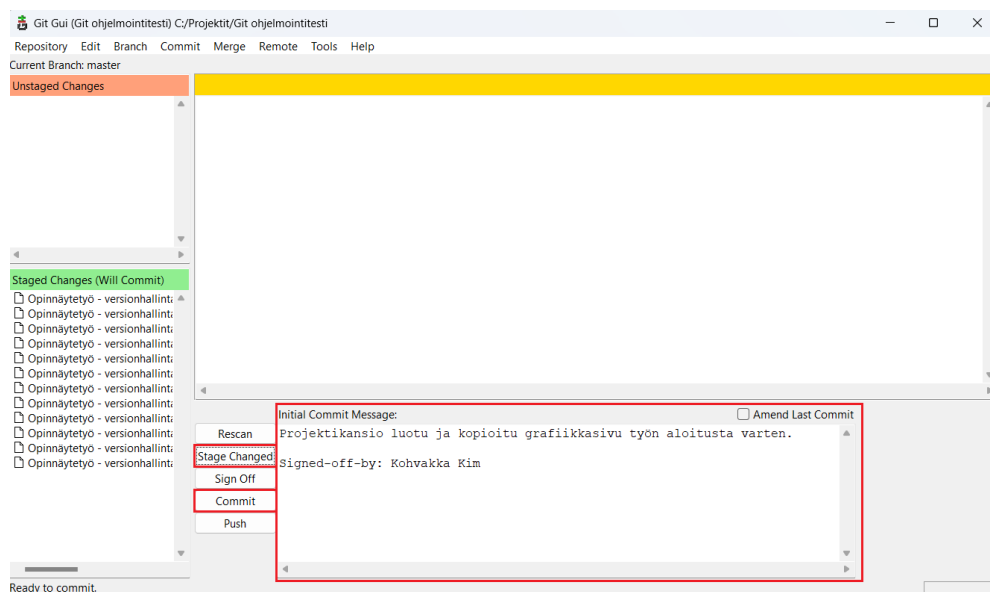 Git Gui (Git ohjelmointitesti) C:/Projektit/Git ohjelmointitesti
Repository Edit Branch Commit Merge Remote Tools Help
Current Branch: master
Unstaged Changes
Staged Changes (Will Commit)
Opinnäytetyö - versionhallinta
Opinnäytetyö - versionhallinta
Opinnäytetyö - versionhallinta
Opinnäytetyö - versionhallinta
Opinnäytetyö - versionhallinta
Opinnäytetyö - versionhallinta
Opinnäytetyö - versionhallinta
Opinnäytetyö - versionhallinta
Opinnäytetyö - versionhallinta
Opinnäytetyö - versionhallinta
Opinnäytetyö - versionhallinta
Opinnäytetyö - versionhallinta
Rescan
Stage Changed
Sign Off
Commit
Push
Initial Commit Message:
Amend Last Commit
Projektikansio luotu ja kopioitu grafiikkasivu työn aloitusta varten.
Signed-off-by: Kohvakka Kim
Ready to commit.